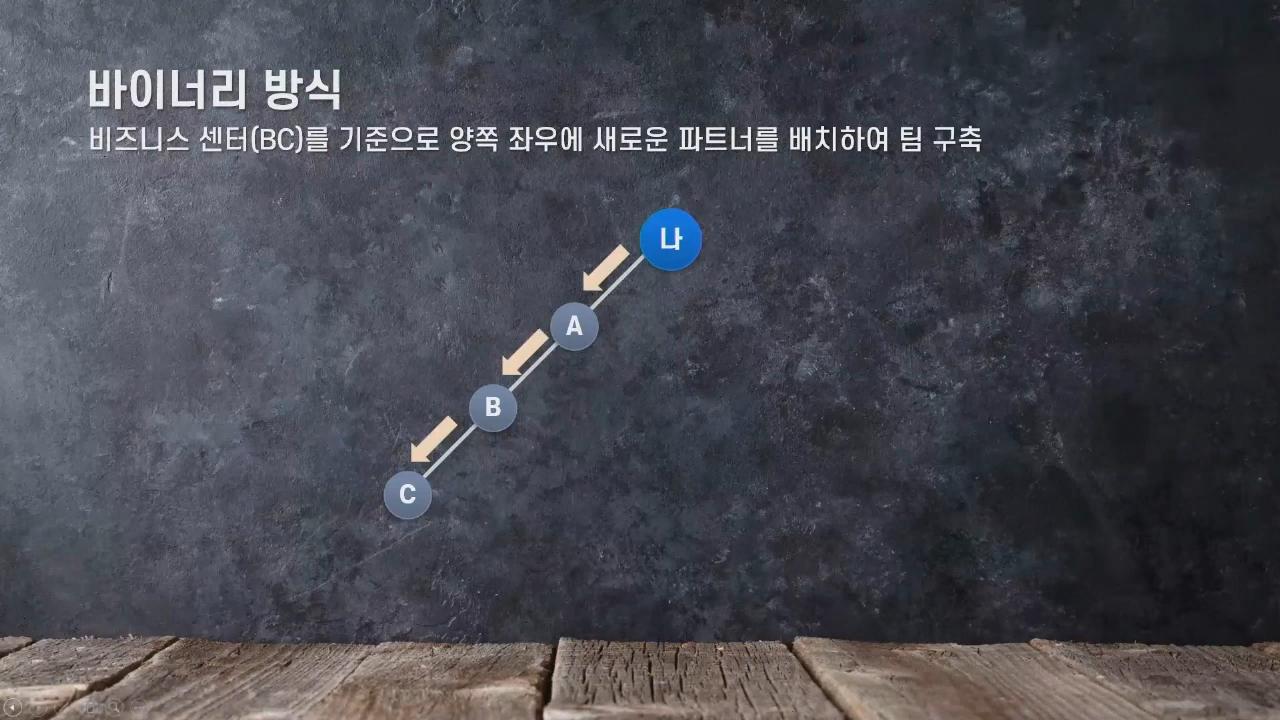 바이너리 방식
비즈니스 센터(BC)를 기준으로 양쪽 좌우에 새로운 파트너를 배치하여 팀 구축
나
A
B
C